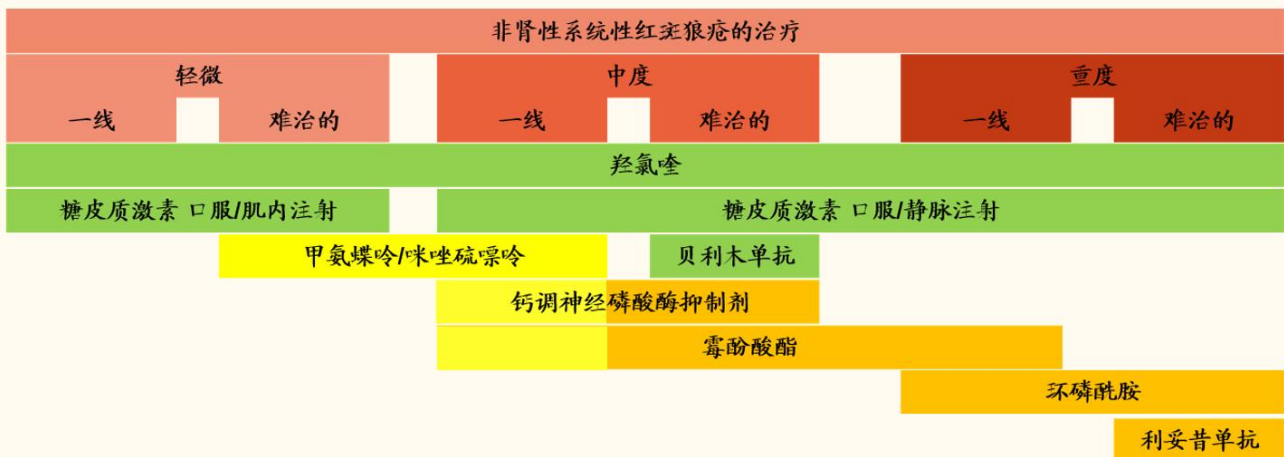 非肾性系统性红斑狼疮的治疗
轻微 中度 重度
一线 难治的 一线 难治的 一线 难治的
羟氯喹
糖皮质激素 口服/肌内注射 糖皮质激素 口服/静脉注射
甲氨蝶呤/咪唑硫嘌呤 贝利木单抗
钙调神经磷酸酶抑制剂
霉酚酸酯
环磷酰胺
利妥昔单抗